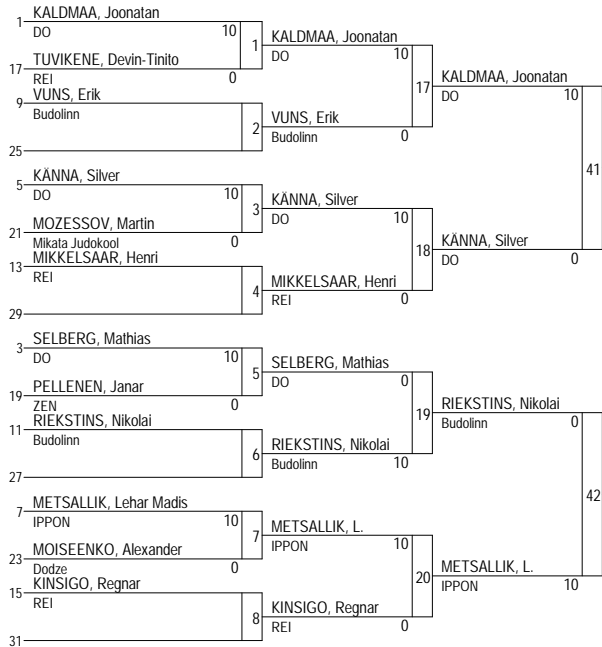 1 KALDMAA, Joonatan
DO 10
1
17 TUVIKENE, Devin-Tinito
REI 0
9 VUNS, Erik
Budolinn
2
25
5 KÄNNA, Silver
DO 10
3
21 MOZESSOV, Martin
Mikata Judokool 0
13 MIKKELSAAR, Henri
REI
4
29
3 SELBERG, Mathias
DO 10
5
19 PELLENEN, Janar
ZEN 0
11 RIEKSTINS, Nikolai
Budolinn
6
27
7 METSALLIK, Lehar Madis
IPPON 10
7
23 MOISEENKO, Alexander
Dodze 0
15 KINSIGO, Regnar
REI
8
31
KALDMAA, Joonatan
DO 10
17
VUNS, Erik
Budolinn 0
KÄNNA, Silver
DO 10
18
MIKKELSAAR, Henri
REI 0
SELBERG, Mathias
DO 0
19
RIEKSTINS, Nikolai
Budolinn 10
METSALLIK, L.
IPPON 10
20
KINSIGO, Regnar
REI 0
KALDMAA, Joonatan
DO 10
41
KÄNNA, Silver
DO 0
RIEKSTINS, Nikolai
Budolinn 0
42
METSALLIK, L.
IPPON 10